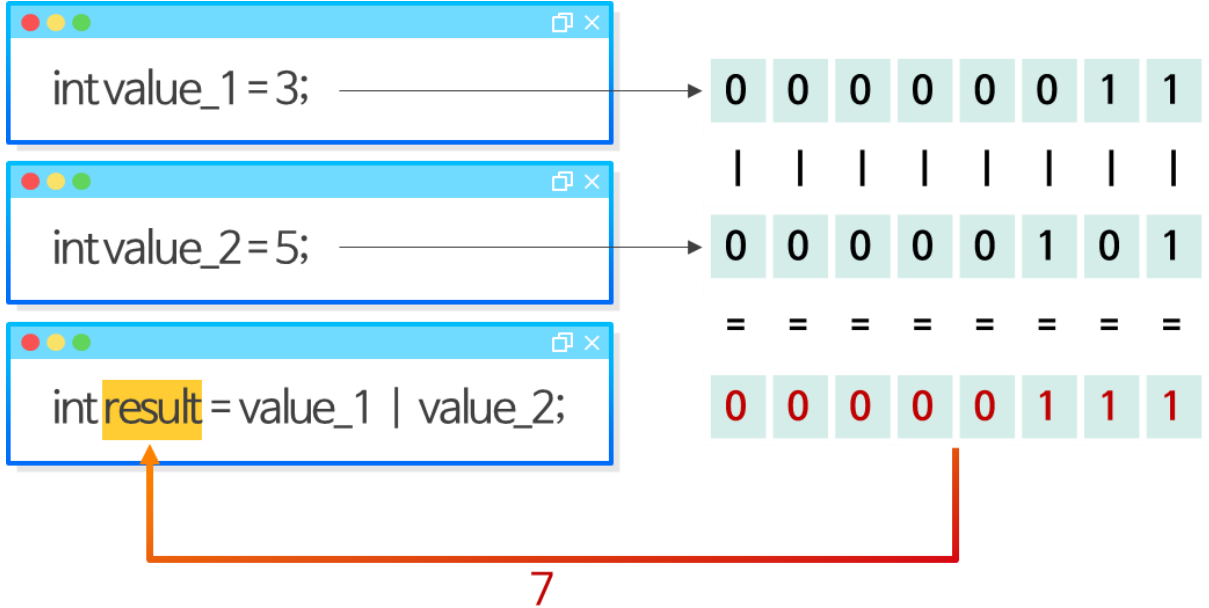 int value_1 = 3;
0 0 0 0 0 0 1 1
| | | | | | | |
int value_2 = 5;
0 0 0 0 0 1 0 1
= = = = = = = =
int result = value_1 | value_2;
0 0 0 0 0 1 1 1
7